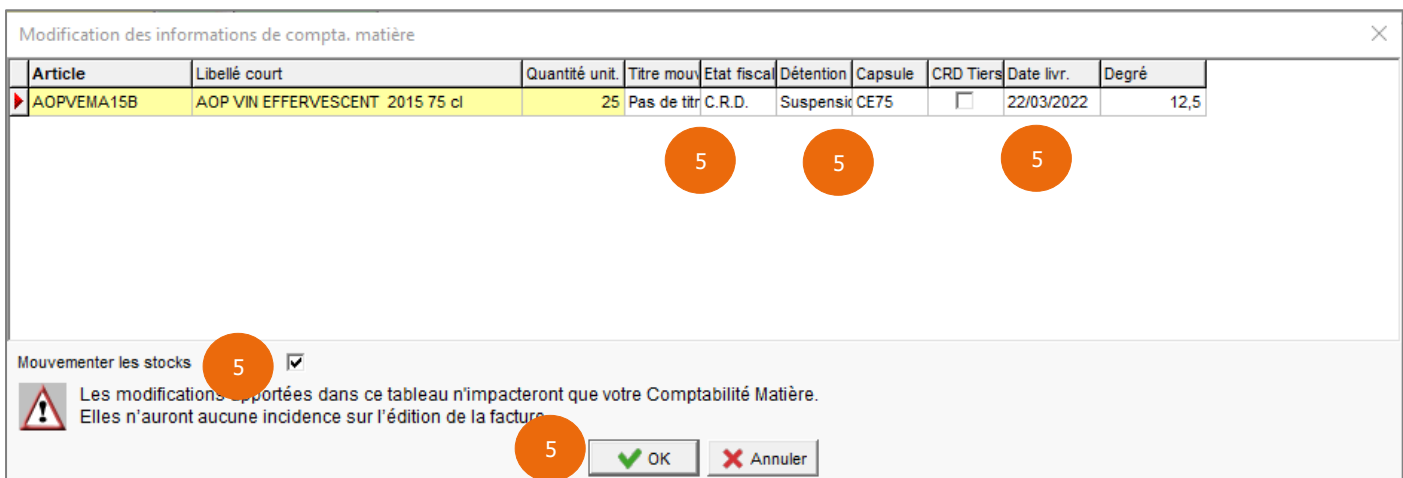 Modification des informations de compta. matière
Article Libellé court Quantité unit. Titre mouv Etat fiscal Détention Capsule CRD Tiers Date livr. Degré
AOPVEMA15B AOP VIN EFFERVESCENT 2015 75 cl 25 Pas de titr C.R.D. Suspensic CE75 22/03/2022 12,5
5 5 5
Mouvementer les stocks 5
Les modifications apportées dans ce tableau n'impacteront que votre Comptabilité Matière.
Elles n'auront aucune incidence sur l'édition de la facture
5 OK Annuler